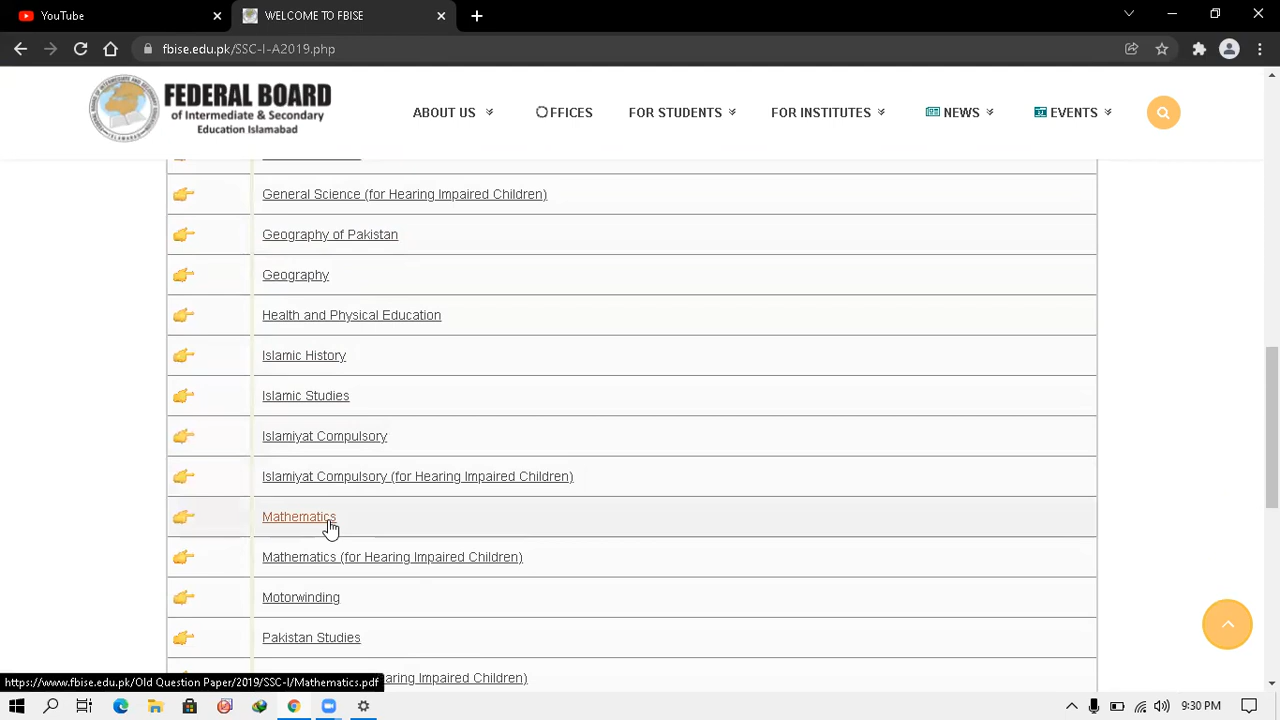 YouTube
WELCOME TO FBISE
fbise.edu.pk/SSC-I-A2019.php
FEDERAL BOARD
of Intermediate & Secondary
Education Islamabad
ABOUT US
OFFICES
FOR STUDENTS
FOR INSTITUTES
NEWS
EVENTS
General Science (for Hearing Impaired Children)
Geography of Pakistan
Geography
Health and Physical Education
Islamic History
Islamic Studies
Islamiyat Compulsory
Islamiyat Compulsory (for Hearing Impaired Children)
Mathematics
Mathematics (for Hearing Impaired Children)
Motorwinding
Pakistan Studies
earing Impaired Children)
https://www.fbise.edu.pk/Old Question Paper/2019/SSC-I/Mathematics.pdf
9:30 PM